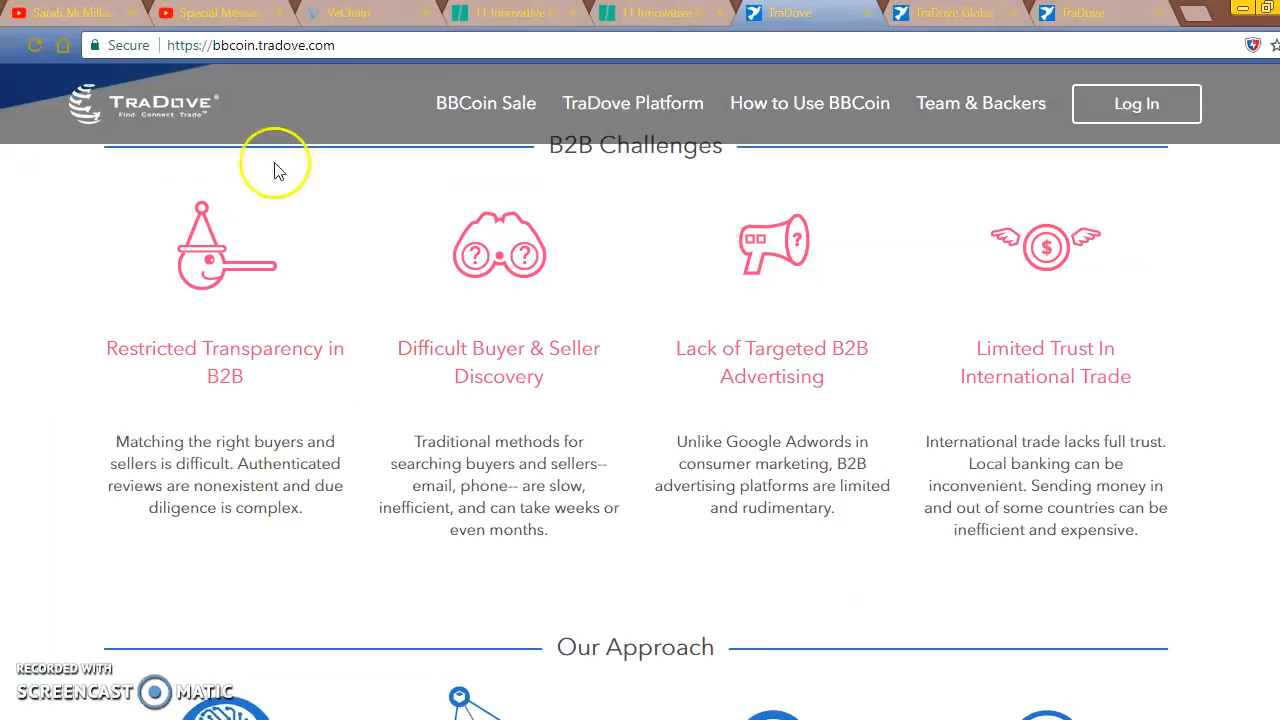 Sarah McMilla
Special Messa
VeChain
11 Innovative I
11 Innovative I
TraDove
TraDove Global
TraDove
Secure
https://bbcoin.tradove.com
TRADOVE®
Find Connect Trade™
BBCoin Sale
TraDove Platform
How to Use BBCoin
Team & Backers
Log In
B2B Challenges
? ?
?
$
Restricted Transparency in
B2B
Matching the right buyers and
sellers is difficult. Authenticated
reviews are nonexistent and due
diligence is complex.
Difficult Buyer & Seller
Discovery
Traditional methods for
searching buyers and sellers--
email, phone-- are slow,
inefficient, and can take weeks or
even months.
Lack of Targeted B2B
Advertising
Unlike Google Adwords in
consumer marketing, B2B
advertising platforms are limited
and rudimentary.
Limited Trust In
International Trade
International trade lacks full trust.
Local banking can be
inconvenient. Sending money in
and out of some countries can be
inefficient and expensive.
Our Approach
RECORDED WITH
SCREENCAST MATIC